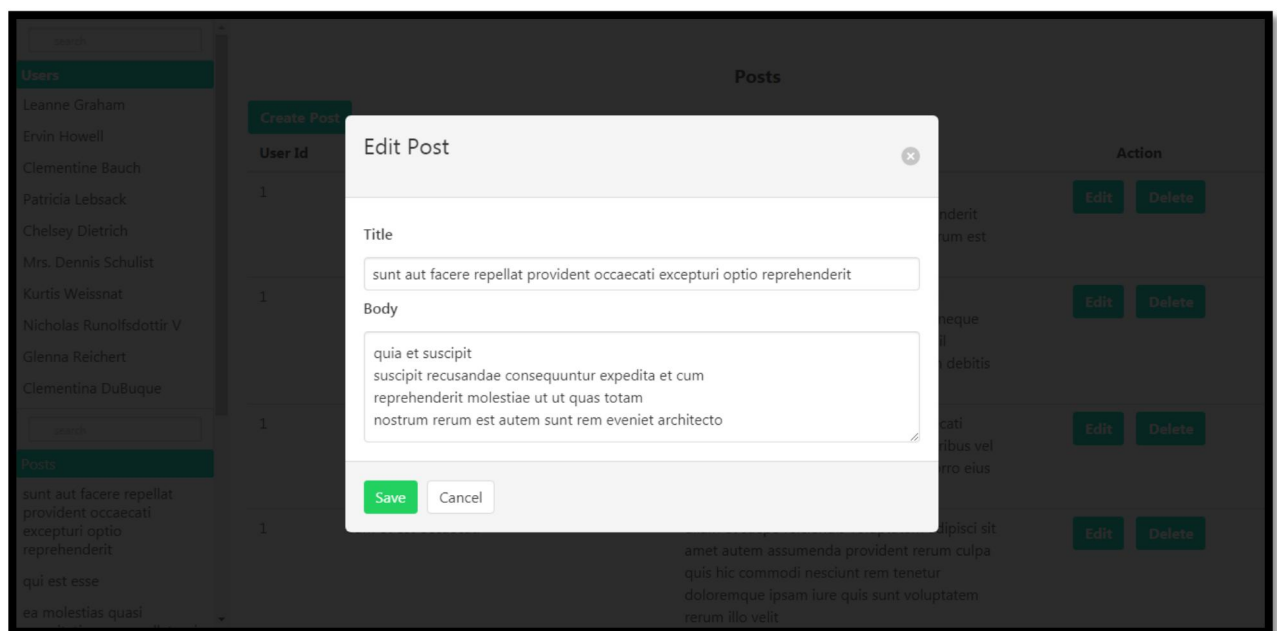 search
Users
Leanne Graham
Ervin Howell
Clementine Bauch
Patricia Lebsack
Chelsey Dietrich
Mrs. Dennis Schulist
Kurtis Weissnat
Nicholas Runolfsdottir V
Glenna Reichert
Clementina DuBuque
search
Posts
sunt aut facere repellat
provident occaecati
excepturi optio
reprehenderit
qui est esse
ea molestias quasi
Posts
Create Post
User Id
Action
1
Edit Delete
1
Edit Delete
1
Edit Delete
1
Edit Delete
rum est
neque
debitis
vel
eius
sit
amet autem assumenda provident rerum culpa
quis hic commodi nesciunt rem tenetur
doloremque ipsam iure quis sunt voluptatem
rerum illo velit
Edit Post
Title
sunt aut facere repellat provident occaecati excepturi optio reprehenderit
Body
quia et suscipit
suscipit recusandae consequuntur expedita et cum
reprehenderit molestiae ut ut quas totam
nostrum rerum est autem sunt rem eveniet architecto
Save Cancel